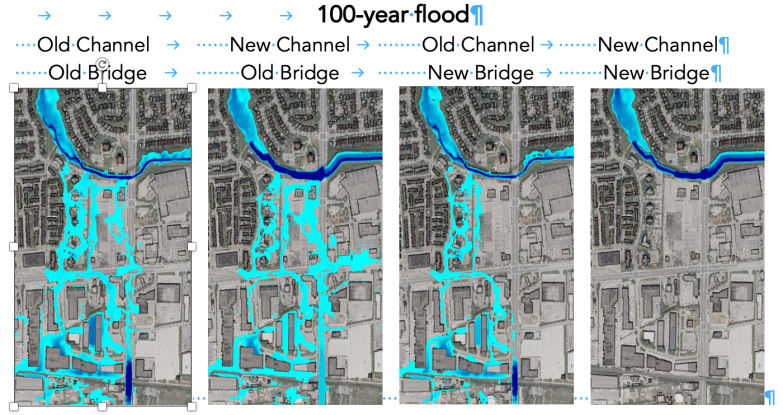 100-year flood¶
Old Channel → New Channel → Old Channel → New Channel¶
Old Bridge → Old Bridge → New Bridge → New Bridge¶